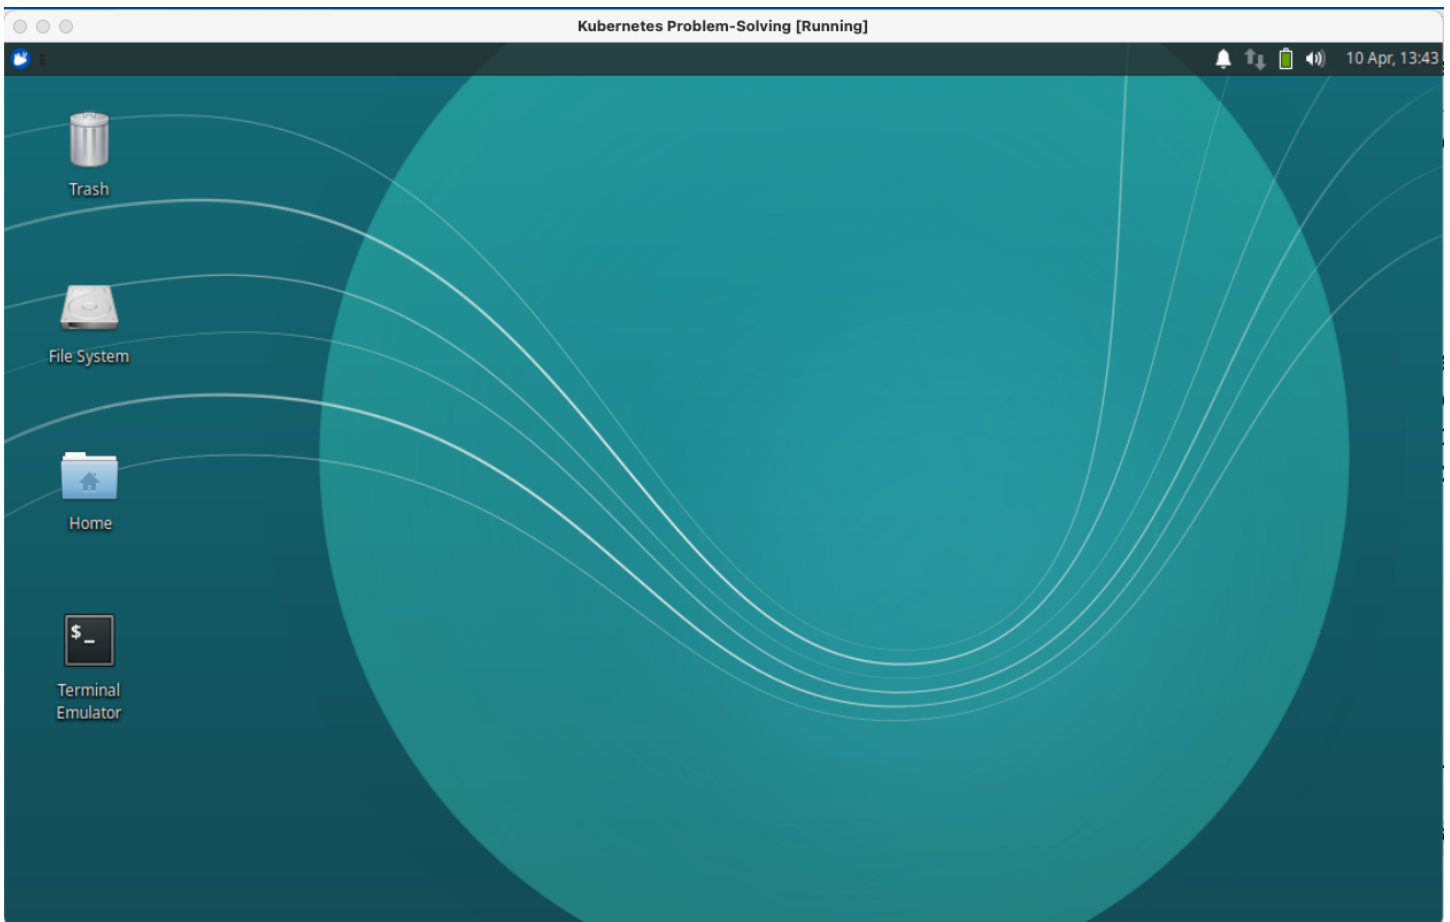 Kubernetes Problem-Solving [Running]
10 Apr, 13:43
Trash
File System
Home
$_
Terminal
Emulator